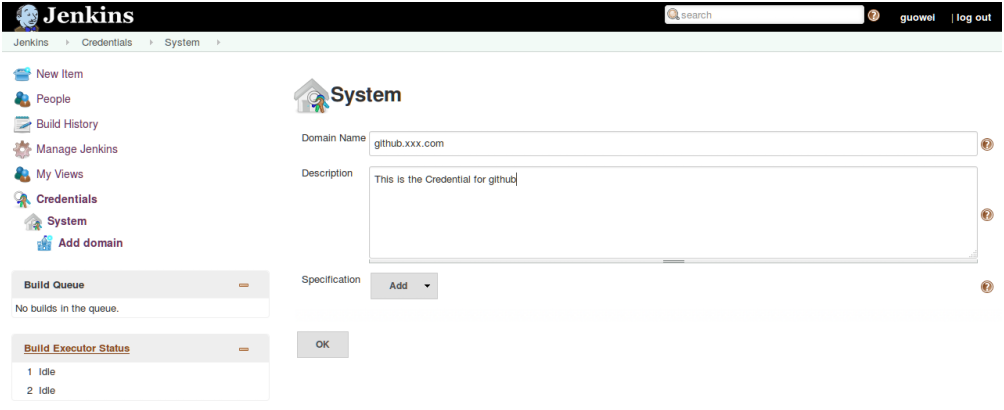 Jenkins
search
guowei | log out
Jenkins Credentials System
New Item
People
Build History
Manage Jenkins
My Views
Credentials
System
Add domain
Build Queue
No builds in the queue.
Build Executor Status
1 Idle
2 Idle
System
Domain Name github.xxx.com
Description This is the Credential for github
Specification Add
OK